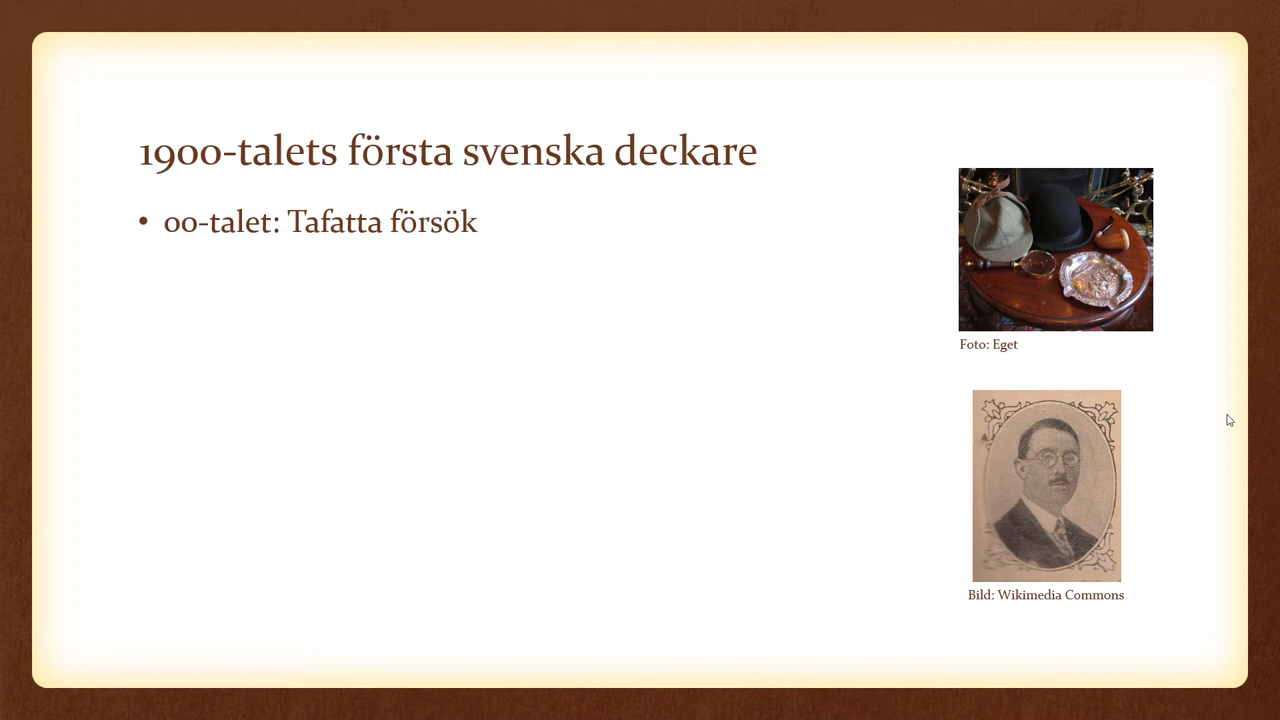 1900-talets första svenska deckare
• 00-talet: Tafatta försök
Foto: Eget
Bild: Wikimedia Commons